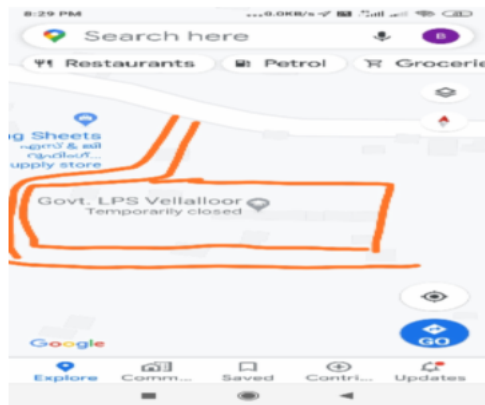 8:29 PM
...0.0KB/s
Search here
B
Restaurants
Petrol
Grocerie
g Sheets
upply store
Govt. LPS Vellalloor
Temporarily closed
GO
Google
Explore
Comm...
Saved
Contri...
Updates